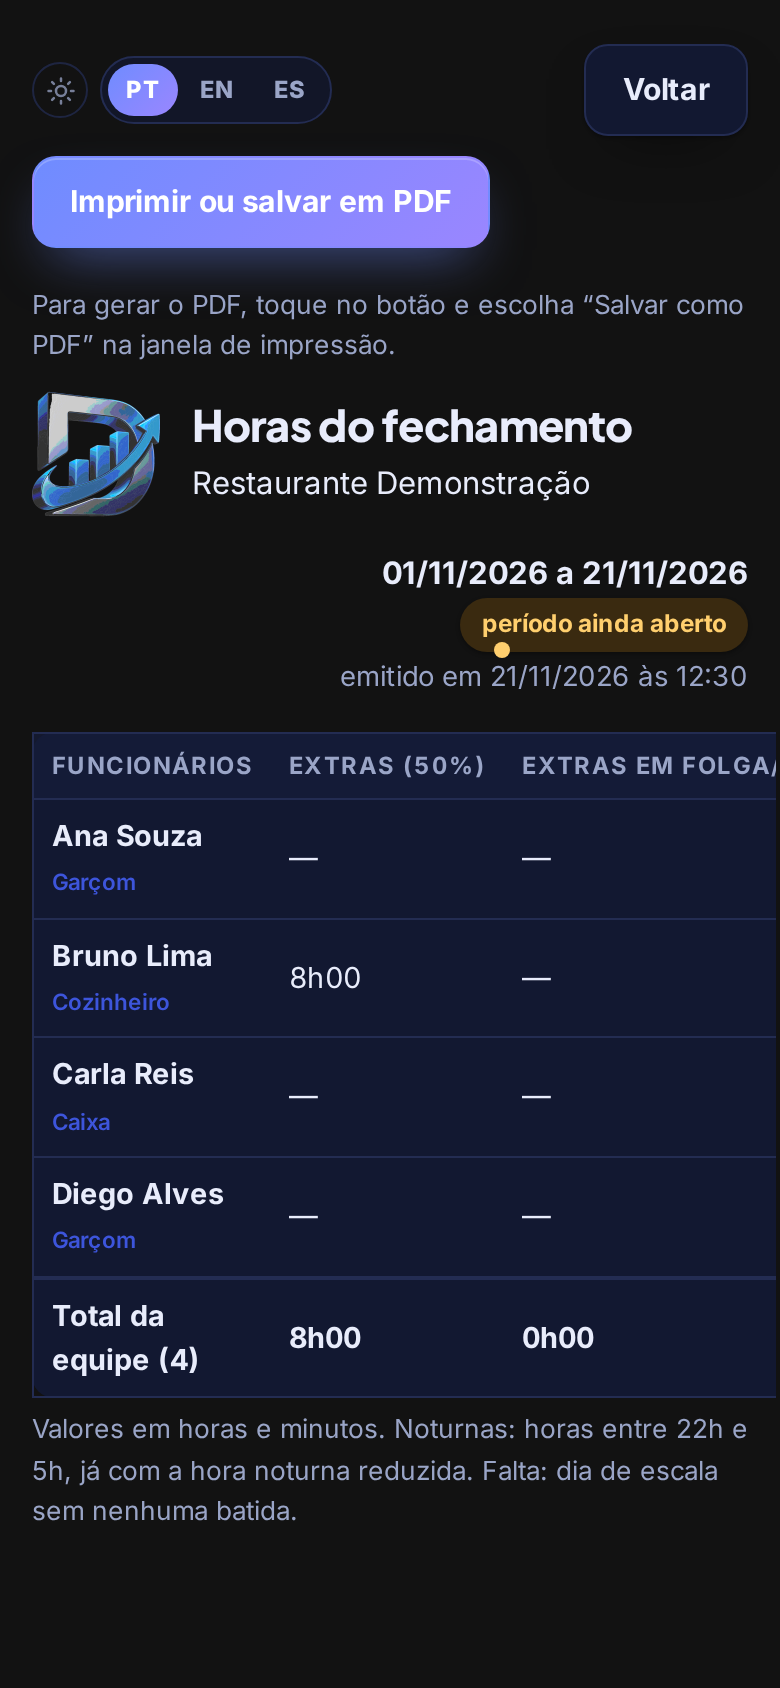 PT EN ES Voltar
Imprimir ou salvar em PDF
Para gerar o PDF, toque no botão e escolha “Salvar como
PDF” na janela de impressão.
Horas do fechamento
Restaurante Demonstração
01/11/2026 a 21/11/2026
período ainda aberto
emitido em 21/11/2026 às 12:30
FUNCIONÁRIOS EXTRAS (50%) EXTRAS EM FOLGA/
Ana Souza
Garçom
— —
Bruno Lima
Cozinheiro
8h00 —
Carla Reis
Caixa
— —
Diego Alves
Garçom
— —
Total da
equipe (4)
8h00 0h00
Valores em horas e minutos. Noturnas: horas entre 22h e
5h, já com a hora noturna reduzida. Falta: dia de escala
sem nenhuma batida.